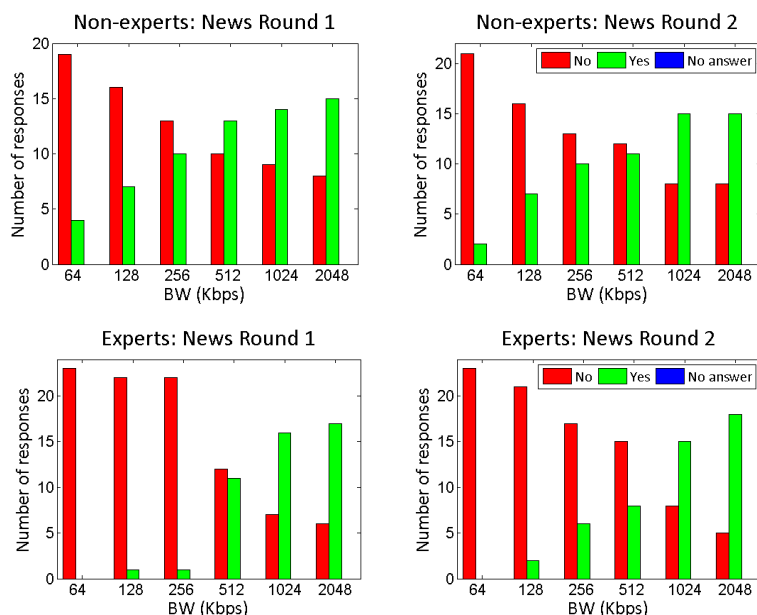 Non-experts: News Round 1
20
15
10
5
0
Number of responses
64 128 256 512 1024 2048
BW (Kbps)
Non-experts: News Round 2
No Yes No answer
20
15
10
5
0
Number of responses
64 128 256 512 1024 2048
BW (Kbps)
Experts: News Round 1
20
15
10
5
0
Number of responses
64 128 256 512 1024 2048
BW (Kbps)
Experts: News Round 2
No Yes No answer
20
15
10
5
0
Number of responses
64 128 256 512 1024 2048
BW (Kbps)